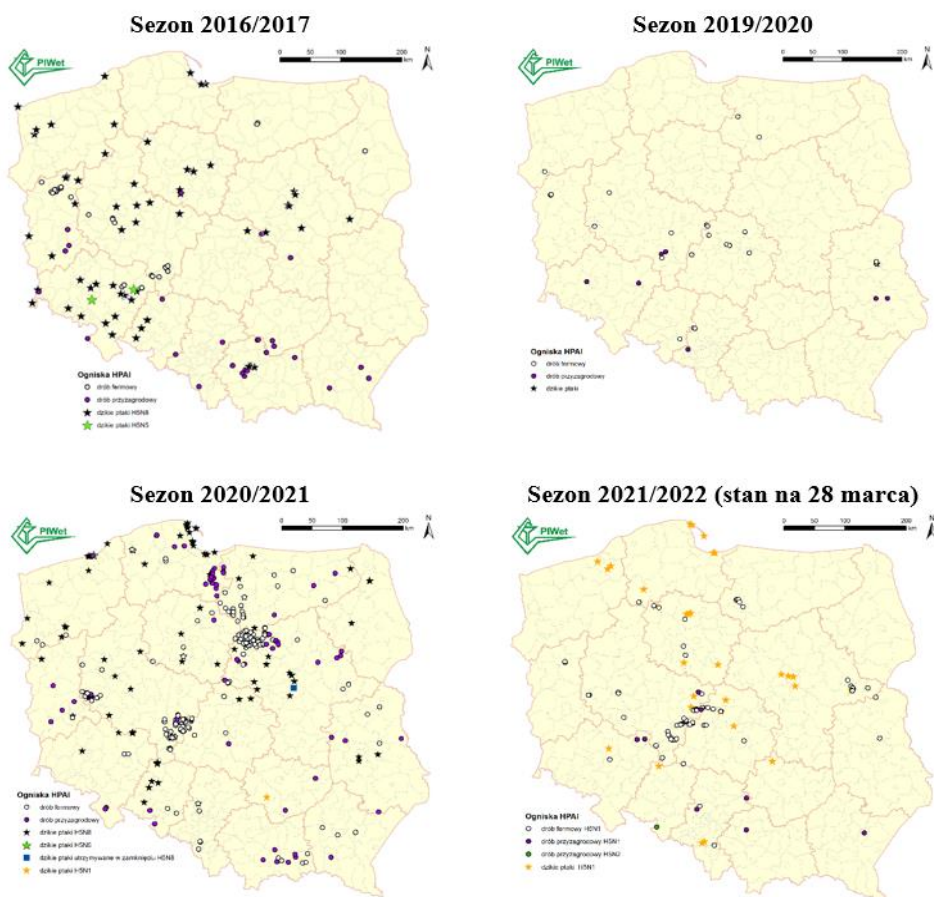 Sezon 2016/2017
PIWet
0 50 100 200
km
N
Ogniska HPAI
drób fermowy
drób przyzagrodowy
dzikie ptaki H5N8
dzikie ptaki H5N5
Sezon 2019/2020
PIWet
0 50 100 200
km
N
Ogniska HPAI
drób fermowy
drób przyzagrodowy
dzikie ptaki
Sezon 2020/2021
PIWet
0 50 100 200
km
N
Ogniska HPAI
drób fermowy
drób przyzagrodowy
dzikie ptaki H5N8
dzikie ptaki H5N5
dzikie ptaki utrzymywane w zamknięciu H5N8
dzikie ptaki H5N1
Sezon 2021/2022 (stan na 28 marca)
PIWet
0 50 100 200
km
N
Ogniska HPAI
drób fermowy H5N1
drób przyzagrodowy H5N1
drób przyzagrodowy H5N2
dzikie ptaki H5N1